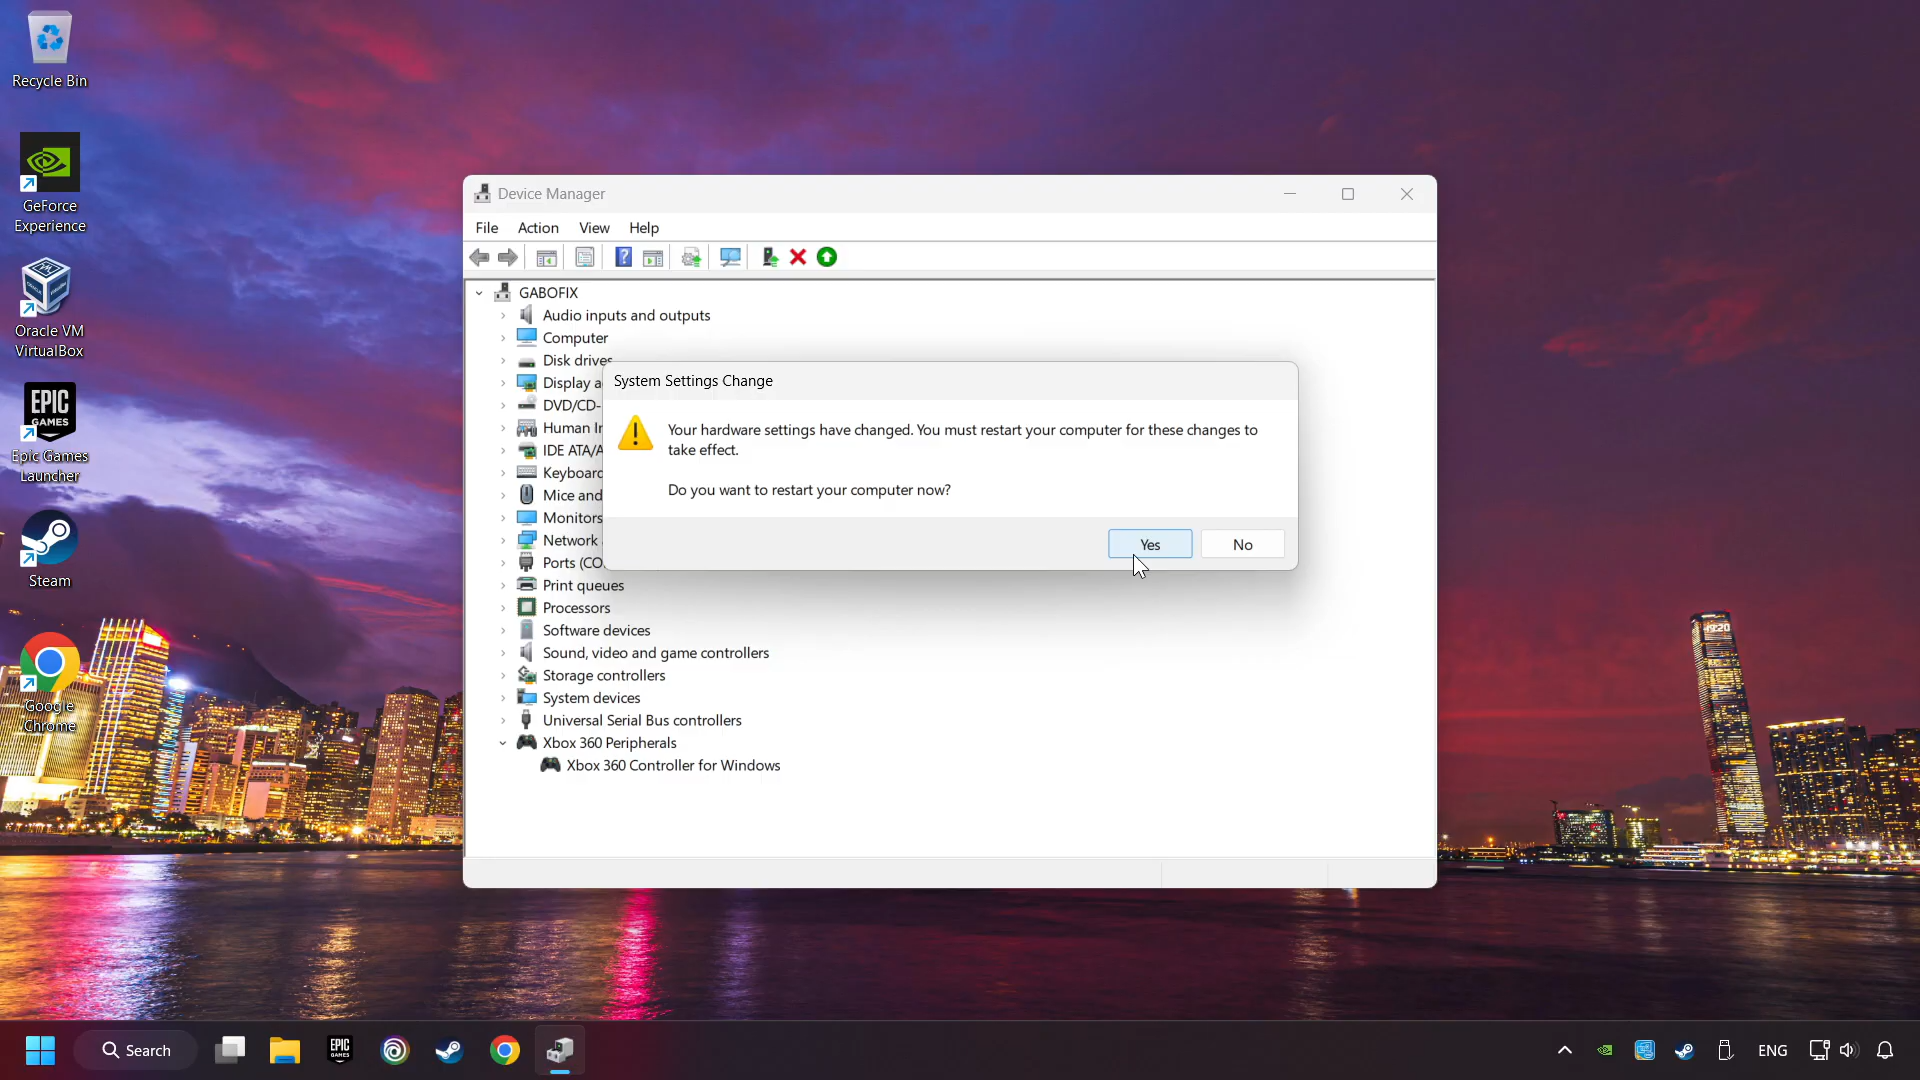 Recycle Bin
GeForce
Experience
Oracle VM
VirtualBox
EPIC
GAMES
Epic Games
Launcher
Steam
Google
Chrome
Device Manager
File Action View Help
GABOFIX
Audio inputs and outputs
Computer
Disk drives
Display a
DVD/CD-
Human In
IDE ATA/A
Keyboard
Mice and
Monitors
Network
Ports (CO
Print queues
Processors
Software devices
Sound, video and game controllers
Storage controllers
System devices
Universal Serial Bus controllers
Xbox 360 Peripherals
Xbox 360 Controller for Windows
System Settings Change
Your hardware settings have changed. You must restart your computer for these changes to
take effect.
Do you want to restart your computer now?
Yes No
19:20
Search
EPIC
GAMES
ENG